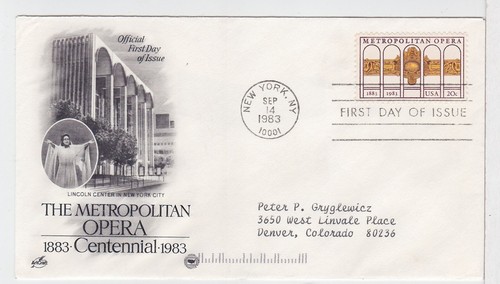 Official
First Day
of Issue
LINCOLN CENTER IN NEW YORK CITY
THE METROPOLITAN
OPERA
1883·Centennial·1983
NEW YORK, NY
SEP
14
1983
10001
METROPOLITAN OPERA
1883 1983 USA 20c
FIRST DAY OF ISSUE
Peter P. Gryglewicz
3650 West Linvale Place
Denver, Colorado 80236